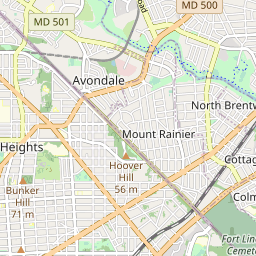 MD 501
MD 500
Avondale
North Brentw
Mount Rainier
Heights
Hoover
Hill
56 m
Cottag
Bunker
Hill
71 m
Colm
Fort Linc
Cemete